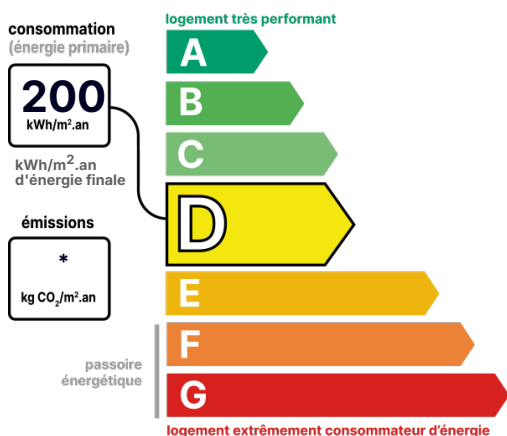 logement très performant
consommation
(énergie primaire)
200
kWh/m².an
kWh/m².an
d'énergie finale
émissions
*
kg CO₂/m².an
A
B
C
D
E
F
G
passoire
énergétique
logement extrêmement consommateur d'énergie